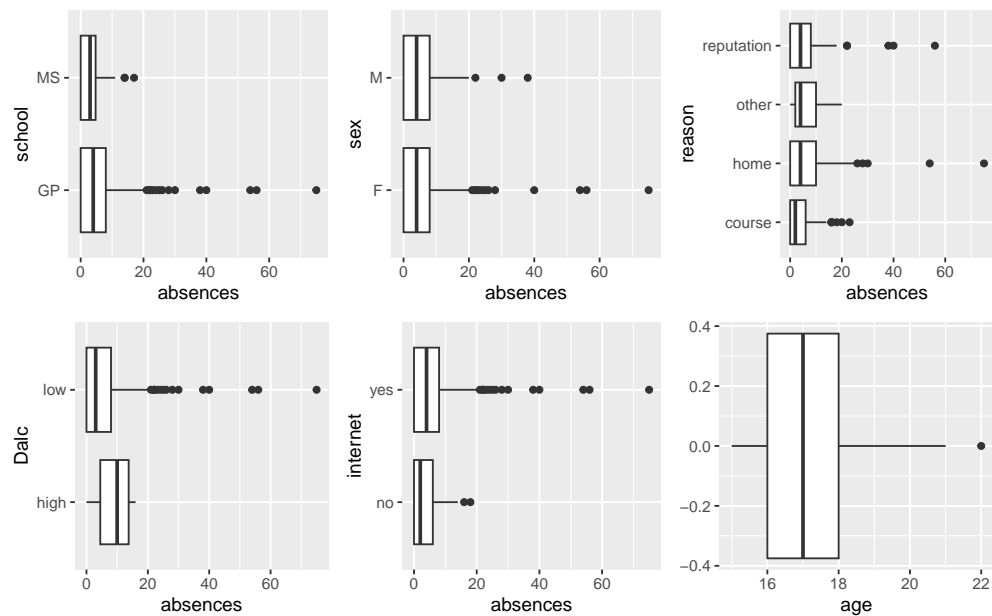 MS
GP
school
0 20 40 60
absences
M
F
sex
0 20 40 60
absences
reputation
other
home
course
reason
0 20 40 60
absences
low
high
Dalc
0 20 40 60
absences
yes
no
internet
0 20 40 60
absences
0.4
0.2
0.0
−0.2
−0.4
16 18 20 22
age